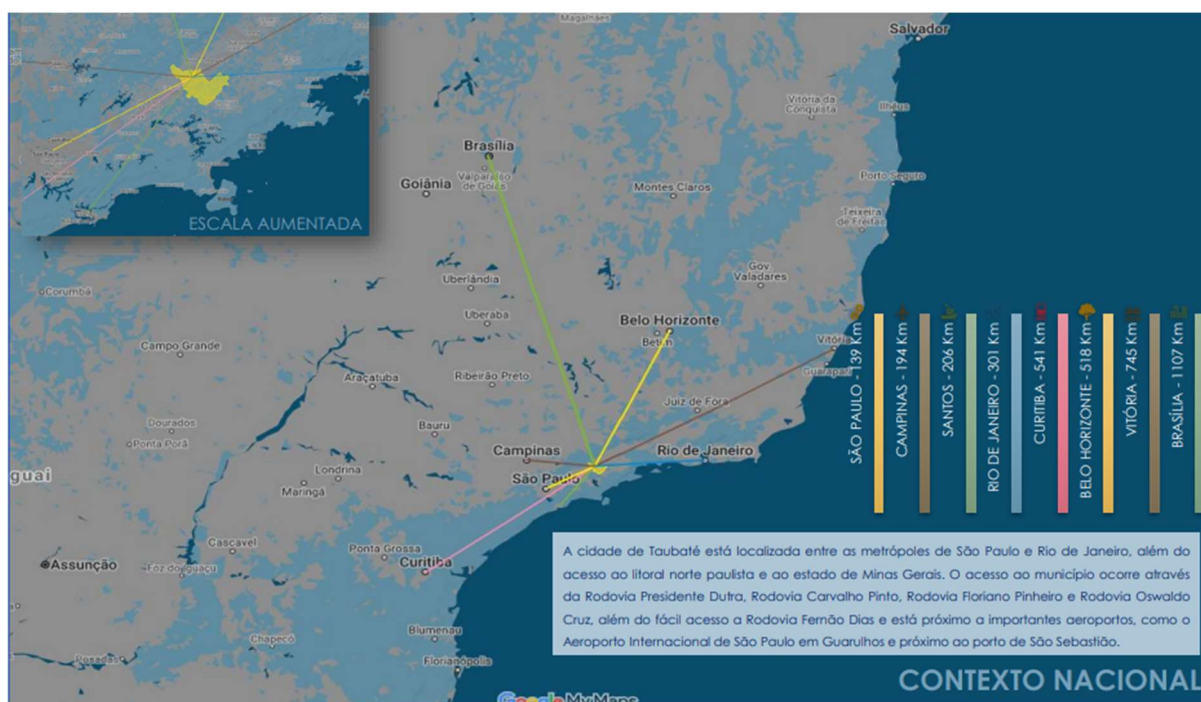 Magalhães
Salvador
Vitória da
Conquista
Ilhéus
Brasília
Valparaíso
de Goiás
Goiânia
Montes Claros
Porto Seguro
Teixeira
de Freitas
ESCALA AUMENTADA
Corumbá
Uberlândia
Gov.
Valadares
Uberaba
Belo Horizonte
Betim
Vitória
Guarapari
Campo Grande
Araçatuba
Ribeirão Preto
Juiz de Fora
Dourados
Ponta Porã
Bauru
Campinas
Rio de Janeiro
guai
Londrina
Maringá
São Paulo
Cascavel
Ponta Grossa
Curitiba
Assunção
Foz do Iguaçu
Chapecó
Blumenau
Posadas
Florianópolis
SÃO PAULO - 139 Km
CAMPINAS - 194 Km
SANTOS - 206 Km
RIO DE JANEIRO - 301 Km
CURITIBA - 541 Km
BELO HORIZONTE - 518 Km
VITÓRIA - 745 Km
BRASÍLIA - 1107 Km
A cidade de Taubaté está localizada entre as metrópoles de São Paulo e Rio de Janeiro, além do
acesso ao litoral norte paulista e ao estado de Minas Gerais. O acesso ao município ocorre através
da Rodovia Presidente Dutra, Rodovia Carvalho Pinto, Rodovia Floriano Pinheiro e Rodovia Oswaldo
Cruz, além do fácil acesso a Rodovia Fernão Dias e está próximo a importantes aeroportos, como o
Aeroporto Internacional de São Paulo em Guarulhos e próximo ao porto de São Sebastião.
CONTEXTO NACIONAL
Google My Maps